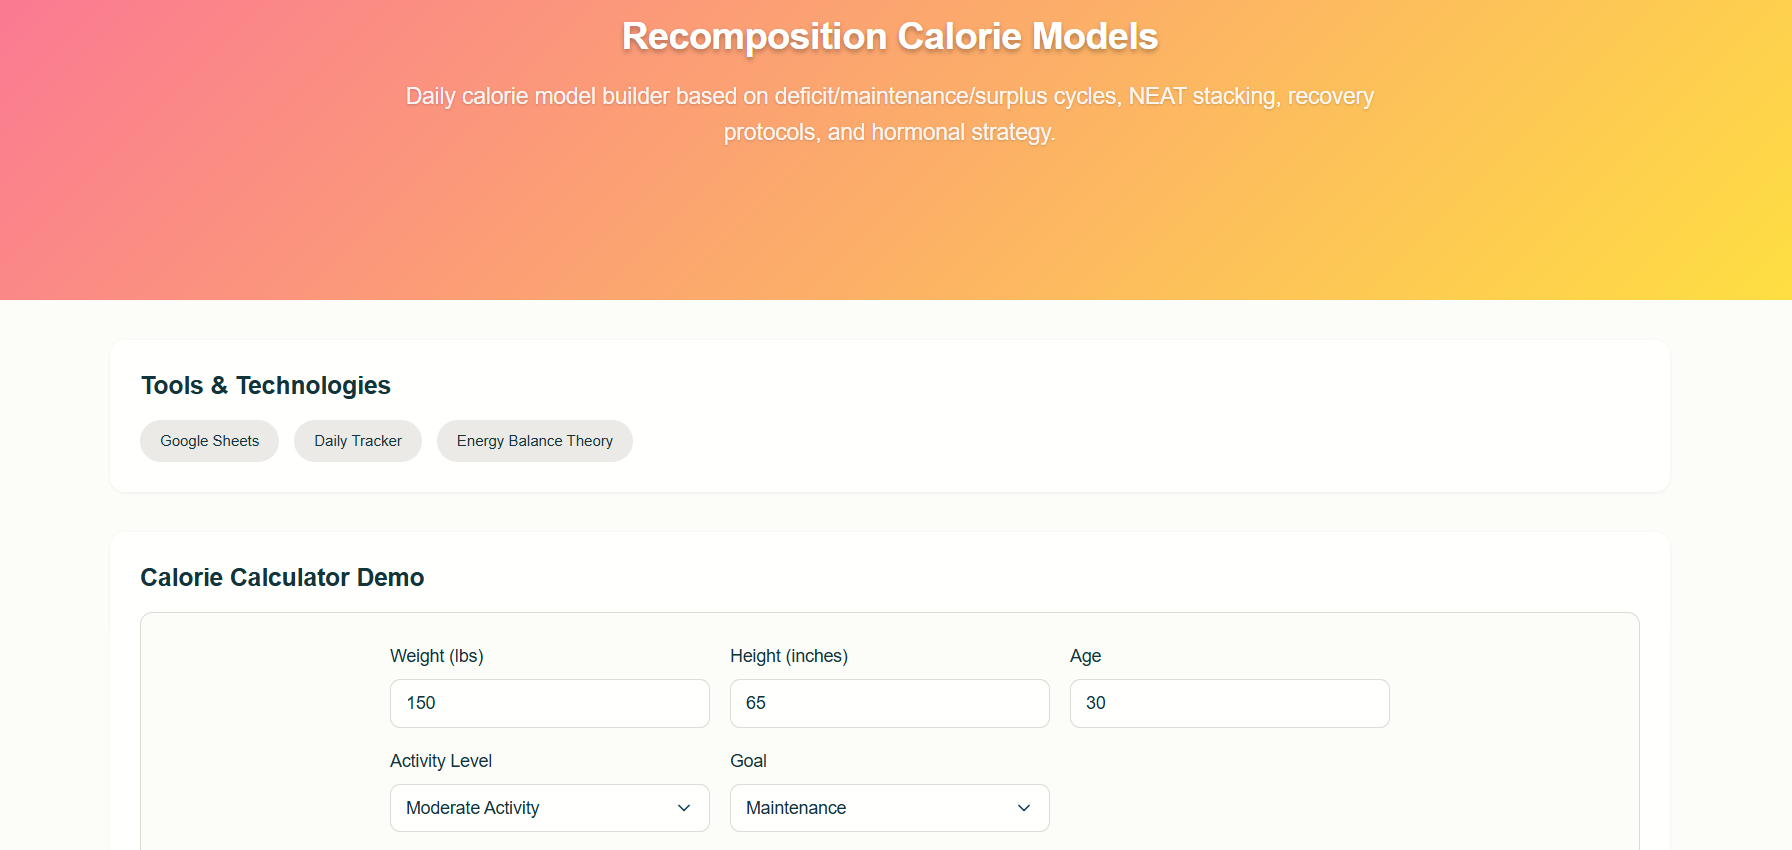 Recomposition Calorie Models
Daily calorie model builder based on deficit/maintenance/surplus cycles, NEAT stacking, recovery
protocols, and hormonal strategy.
Tools & Technologies
Google Sheets
Daily Tracker
Energy Balance Theory
Calorie Calculator Demo
Weight (lbs)
Height (inches)
Age
150
65
30
Activity Level
Goal
Moderate Activity
Maintenance